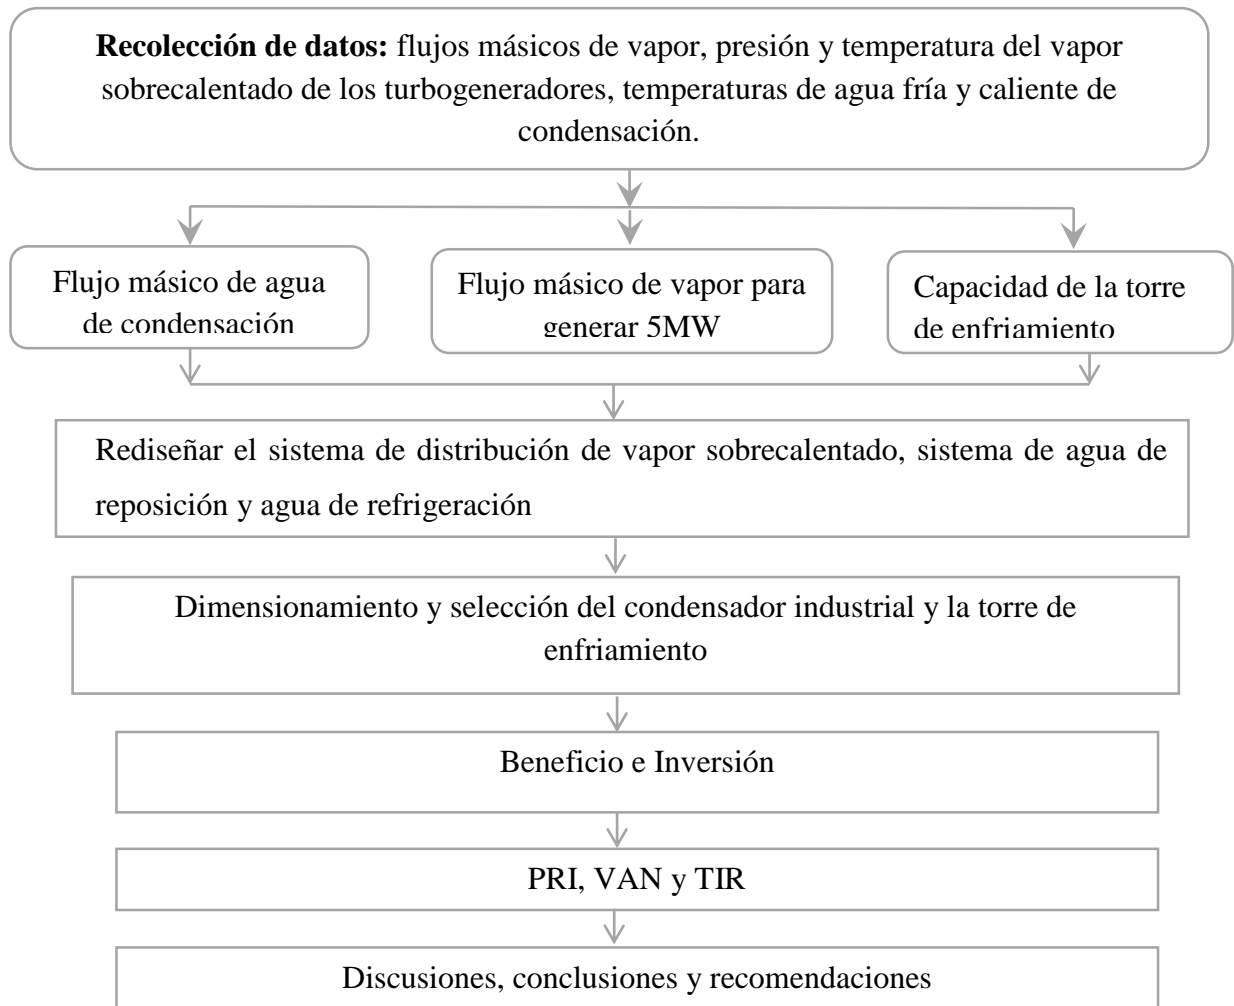 Recolección de datos: flujos másicos de vapor, presión y temperatura del vapor
sobrecalentado de los turbogeneradores, temperaturas de agua fría y caliente de
condensación.
Flujo másico de agua
de condensación
Flujo másico de vapor para
generar 5MW
Capacidad de la torre
de enfriamiento
Rediseñar el sistema de distribución de vapor sobrecalentado, sistema de agua de
reposición y agua de refrigeración
Dimensionamiento y selección del condensador industrial y la torre de
enfriamiento
Beneficio e Inversión
PRI, VAN y TIR
Discusiones, conclusiones y recomendaciones